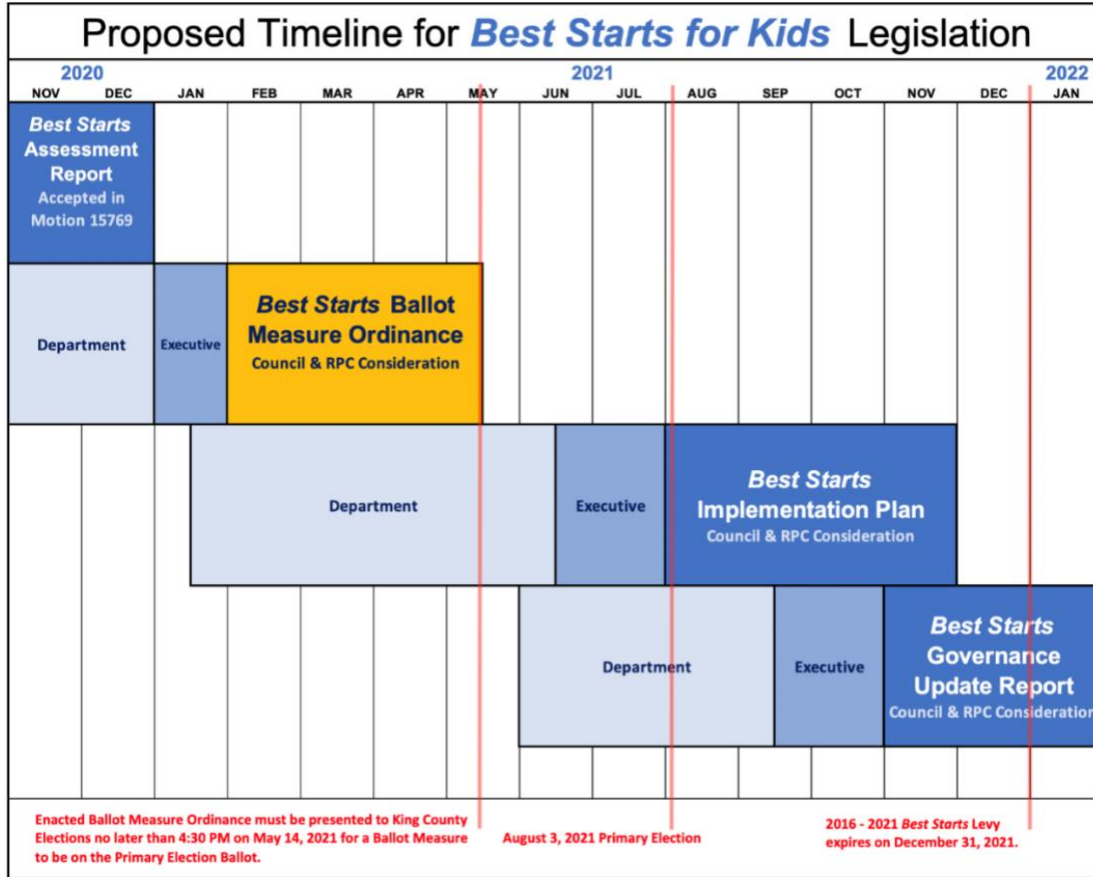 Proposed Timeline for Best Starts for Kids Legislation
2020 2021 2022
NOV DEC JAN FEB MAR APR MAY JUN JUL AUG SEP OCT NOV DEC JAN
Best Starts
Assessment
Report
Accepted in
Motion 15769
Department
Executive
Best Starts Ballot
Measure Ordinance
Council & RPC Consideration
Department
Executive
Best Starts
Implementation Plan
Council & RPC Consideration
Department
Executive
Best Starts
Governance
Update Report
Council & RPC Consideration
Enacted Ballot Measure Ordinance must be presented to King County
Elections no later than 4:30 PM on May 14, 2021 for a Ballot Measure
to be on the Primary Election Ballot.
August 3, 2021 Primary Election
2016 - 2021 Best Starts Levy
expires on December 31, 2021.